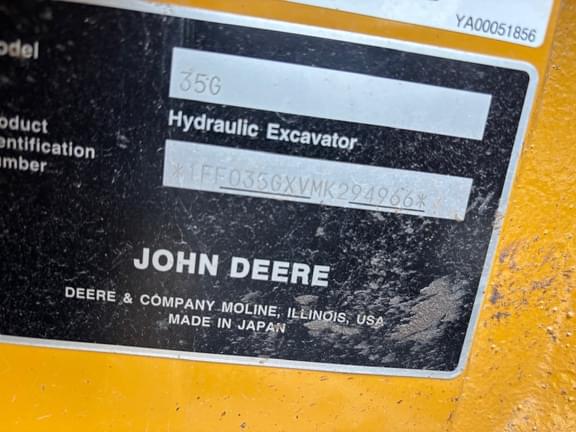 YA00051856
odel
35G
Hydraulic Excavator
oduct
entification
umber
*1FF035GXVMK294966*
JOHN DEERE
DEERE & COMPANY MOLINE, ILLINOIS, USA
MADE IN JAPAN